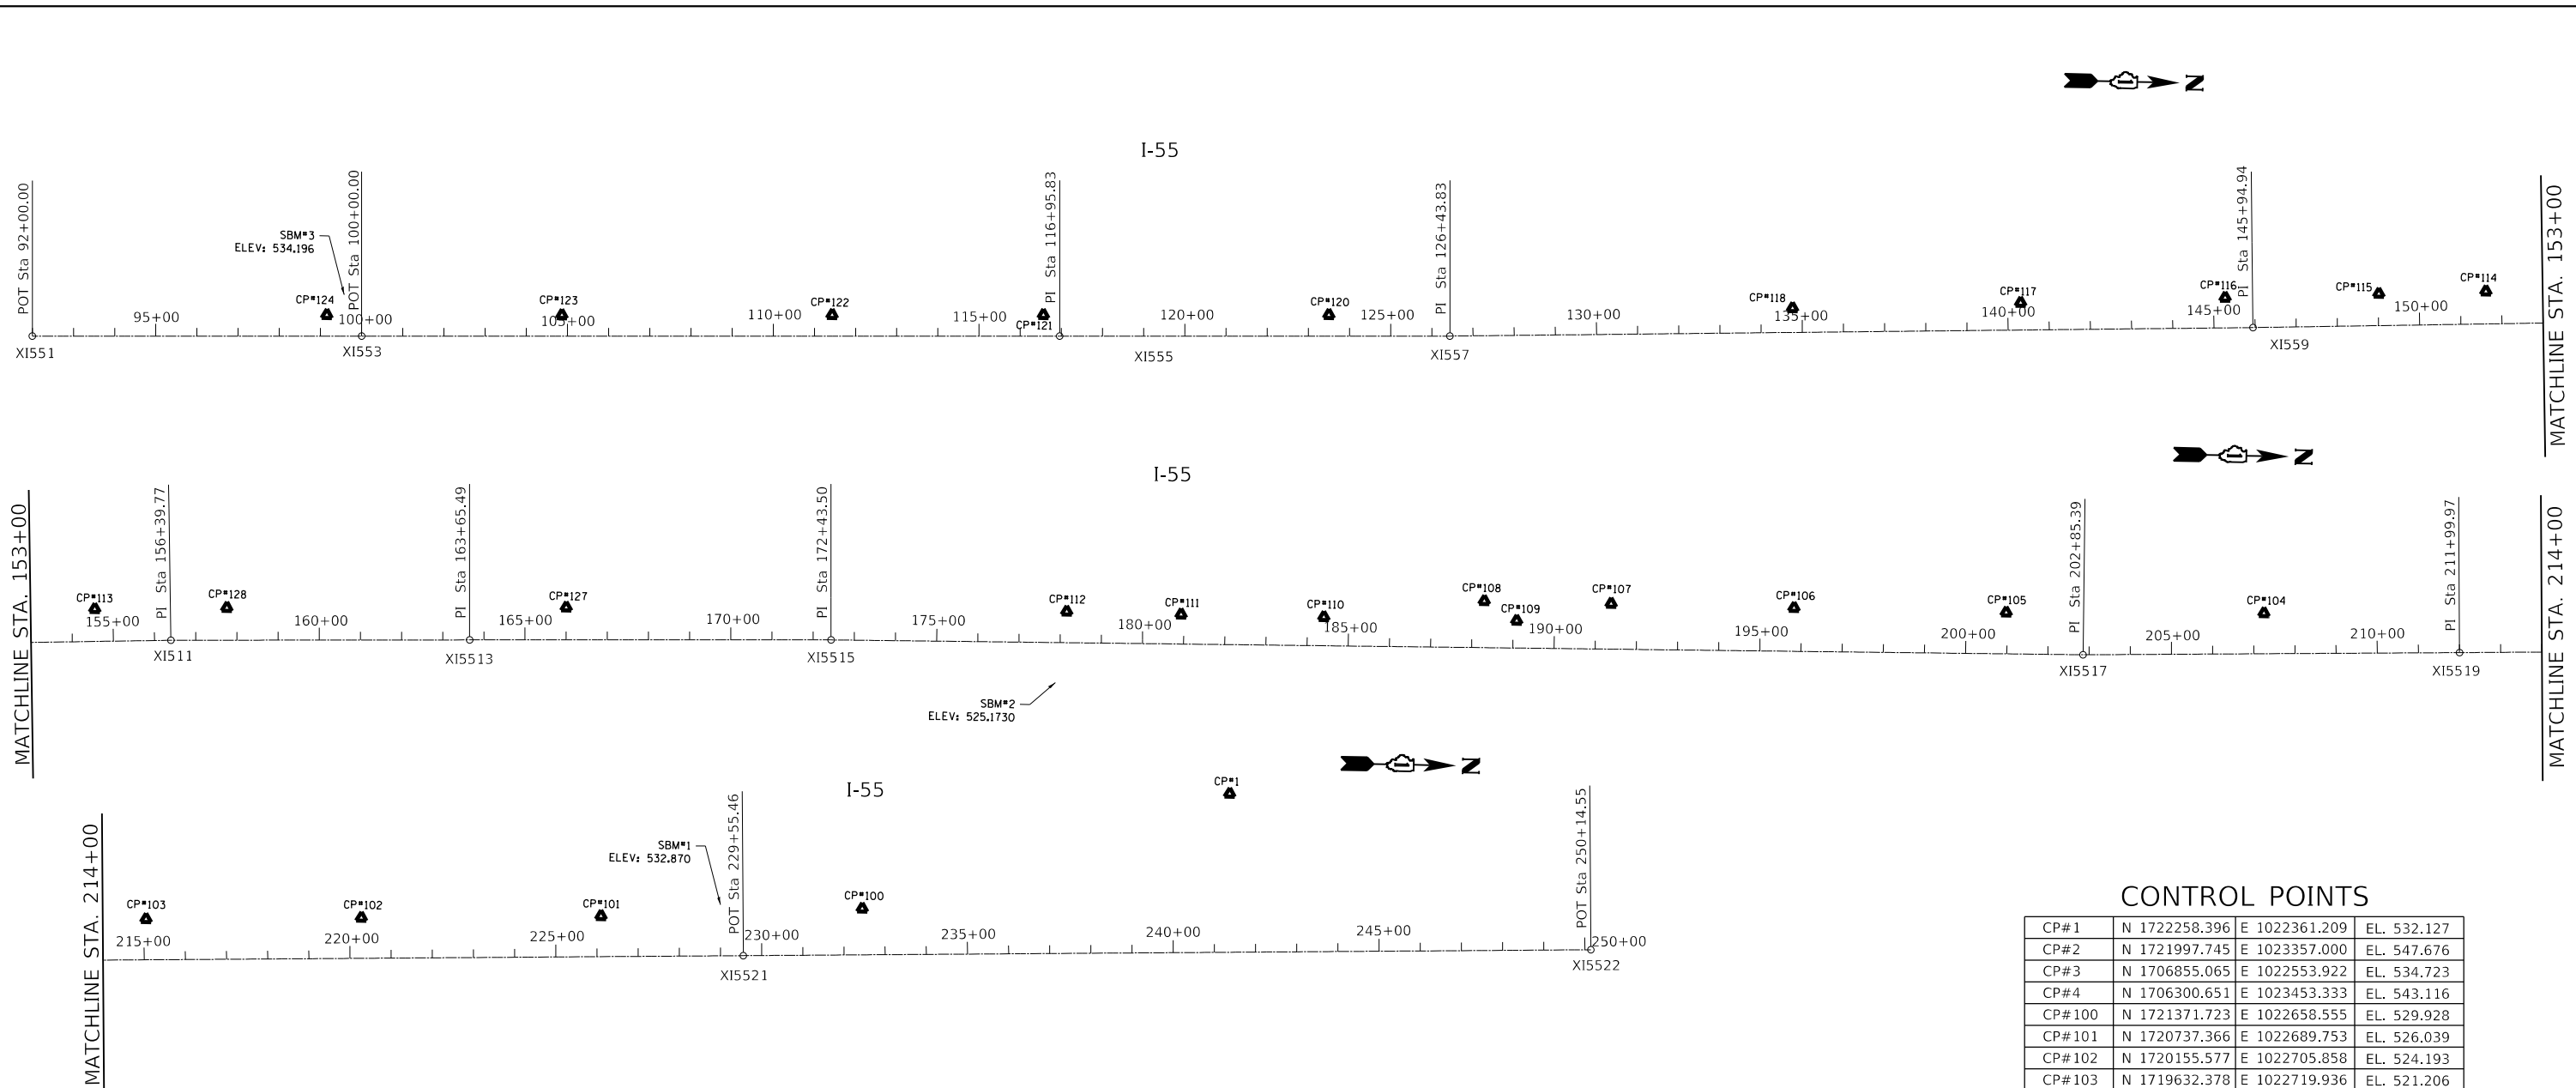 N
I-55
POT Sta 92+00.00
POT Sta 100+00.00
PI Sta 116+95.83
PI Sta 126+43.83
PI Sta 145+94.94
MATCHLINE STA. 153+00
SBM#3
ELEV: 534.196
CP#124
CP#123
CP#122
CP#121
CP#120
CP#118
CP#117
CP#116
CP#115
CP#114
95+00
100+00
105+00
110+00
115+00
120+00
125+00
130+00
135+00
140+00
145+00
150+00
XI551
XI553
XI555
XI557
XI559
N
I-55
MATCHLINE STA. 153+00
PI Sta 156+39.77
PI Sta 163+65.49
PI Sta 172+43.50
PI Sta 202+85.39
PI Sta 211+99.97
MATCHLINE STA. 214+00
CP#113
CP#128
CP#127
CP#112
CP#111
CP#110
CP#108
CP#109
CP#107
CP#106
CP#105
CP#104
155+00
160+00
165+00
170+00
175+00
180+00
185+00
190+00
195+00
200+00
205+00
210+00
XI511
XI5513
XI5515
XI5517
XI5519
SBM#2
ELEV: 525.1730
N
I-55
MATCHLINE STA. 214+00
POT Sta 229+55.46
POT Sta 250+14.55
SBM#1
ELEV: 532.870
CP#103
CP#102
CP#101
CP#100
CP#1
215+00
220+00
225+00
230+00
235+00
240+00
245+00
250+00
XI5521
XI5522
CONTROL POINTS
CP#1 N 1722258.396 E 1022361.209 EL. 532.127
CP#2 N 1721997.745 E 1023357.000 EL. 547.676
CP#3 N 1706855.065 E 1022553.922 EL. 534.723
CP#4 N 1706300.651 E 1023453.333 EL. 543.116
CP#100 N 1721371.723 E 1022658.555 EL. 529.928
CP#101 N 1720737.366 E 1022689.753 EL. 526.039
CP#102 N 1720155.577 E 1022705.858 EL. 524.193
CP#103 N 1719632.378 E 1022719.936 EL. 521.206